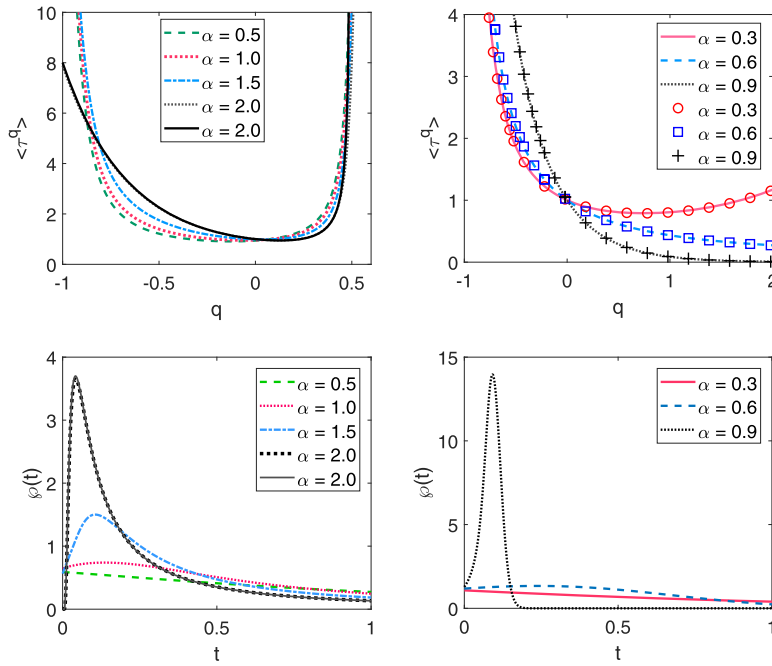 10
8
6
4
2
0
<τ^q>
-1
-0.5
0
0.5
q
α = 0.5
α = 1.0
α = 1.5
α = 2.0
α = 2.0
4
3
2
1
0
<τ^q>
-1
0
1
2
q
α = 0.3
α = 0.6
α = 0.9
α = 0.3
α = 0.6
α = 0.9
4
3
2
1
0
℘(t)
0
0.5
1
t
α = 0.5
α = 1.0
α = 1.5
α = 2.0
α = 2.0
15
10
5
0
℘(t)
0
0.5
1
t
α = 0.3
α = 0.6
α = 0.9